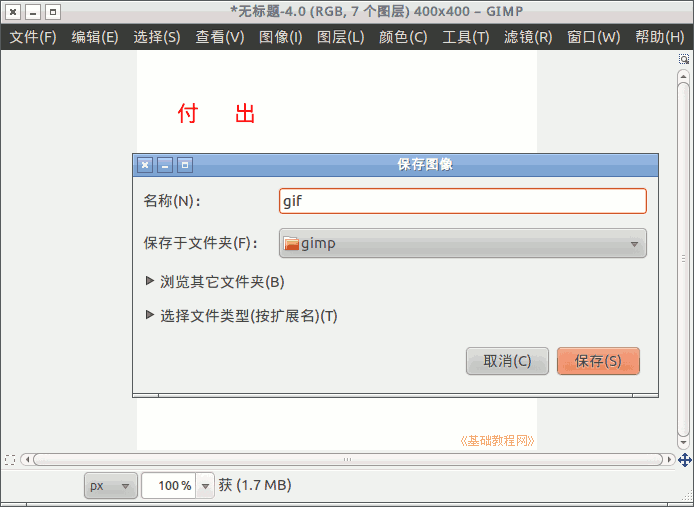 *无标题-4.0 (RGB, 7 个图层) 400x400 – GIMP
文件(F) 编辑(E) 选择(S) 查看(V) 图像(I) 图层(L) 颜色(C) 工具(T) 滤镜(R) 窗口(W) 帮助(H)
付 出
保存图像
名称(N)： gif
保存于文件夹(F)： gimp
浏览其它文件夹(B)
选择文件类型(按扩展名)(T)
取消(C) 保存(S)
《基础教程网》
px 100% 获 (1.7 MB)